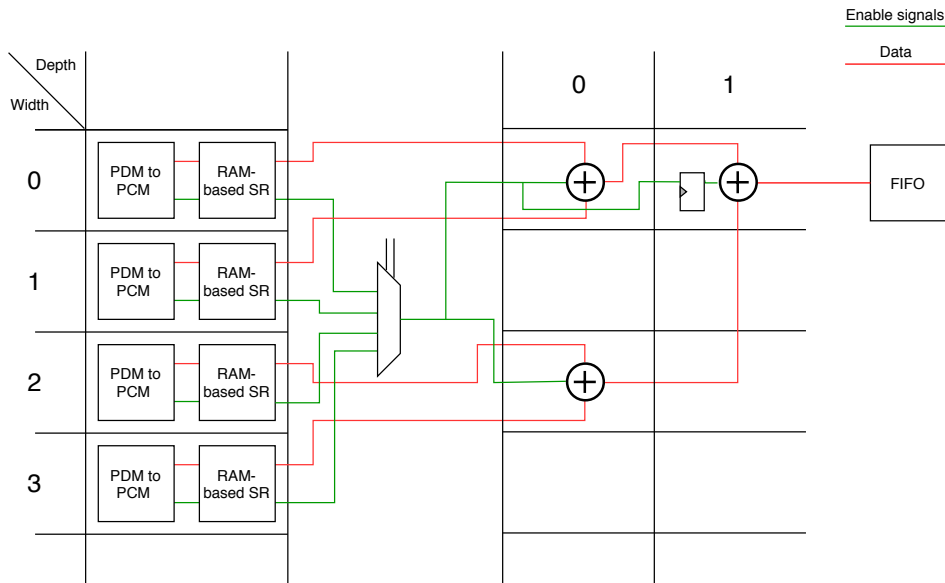 Enable signals
Data
Depth
Width
0
1
0
PDM to
PCM
RAM-
based SR
FIFO
1
PDM to
PCM
RAM-
based SR
2
PDM to
PCM
RAM-
based SR
3
PDM to
PCM
RAM-
based SR